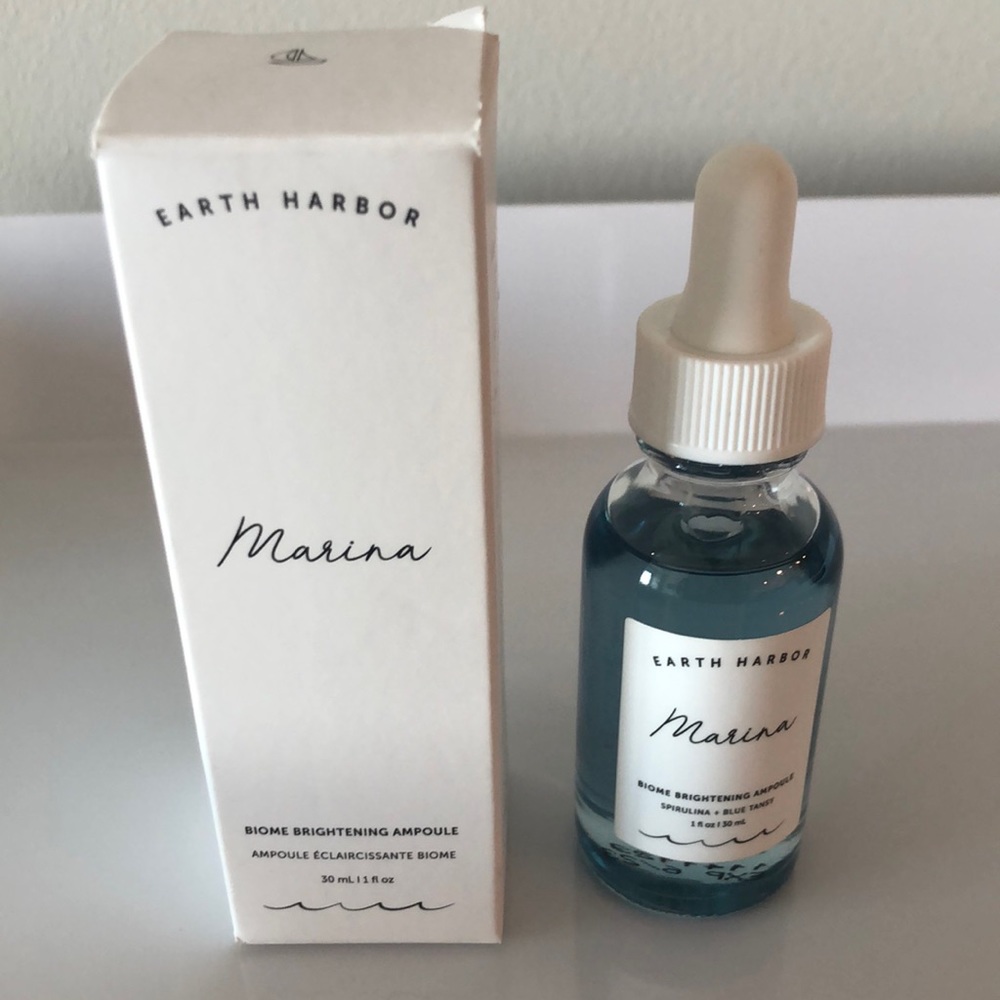 EARTH HARBOR
Marina
BIOME BRIGHTENING AMPOULE
AMPOULE ÉCLAIRCISSANTE BIOME
30 mL | 1 fl oz
EARTH HARBOR
Marina
BIOME BRIGHTENING AMPOULE
SPIRULINA + BLUE TANSY
1 fl oz | 30 mL